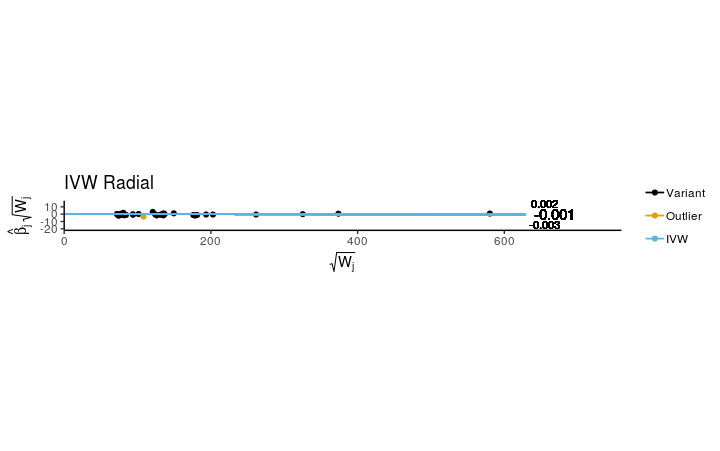 IVW Radial
β̂j √Wj
10
0
-10
-20
0
200
400
600
√Wj
0.002
-0.001
-0.003
Variant
Outlier
IVW